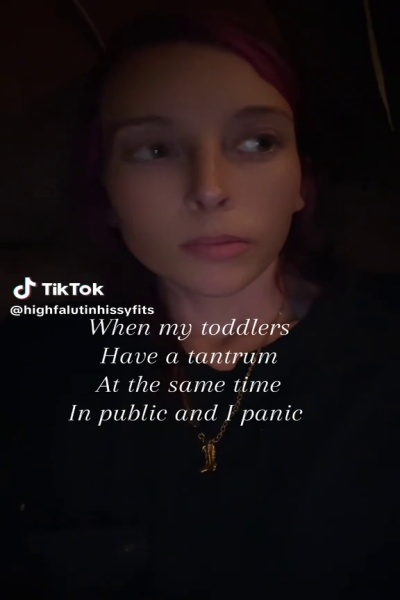 TikTok
@highfalutinhissyfits
When my toddlers
Have a tantrum
At the same time
In public and I panic